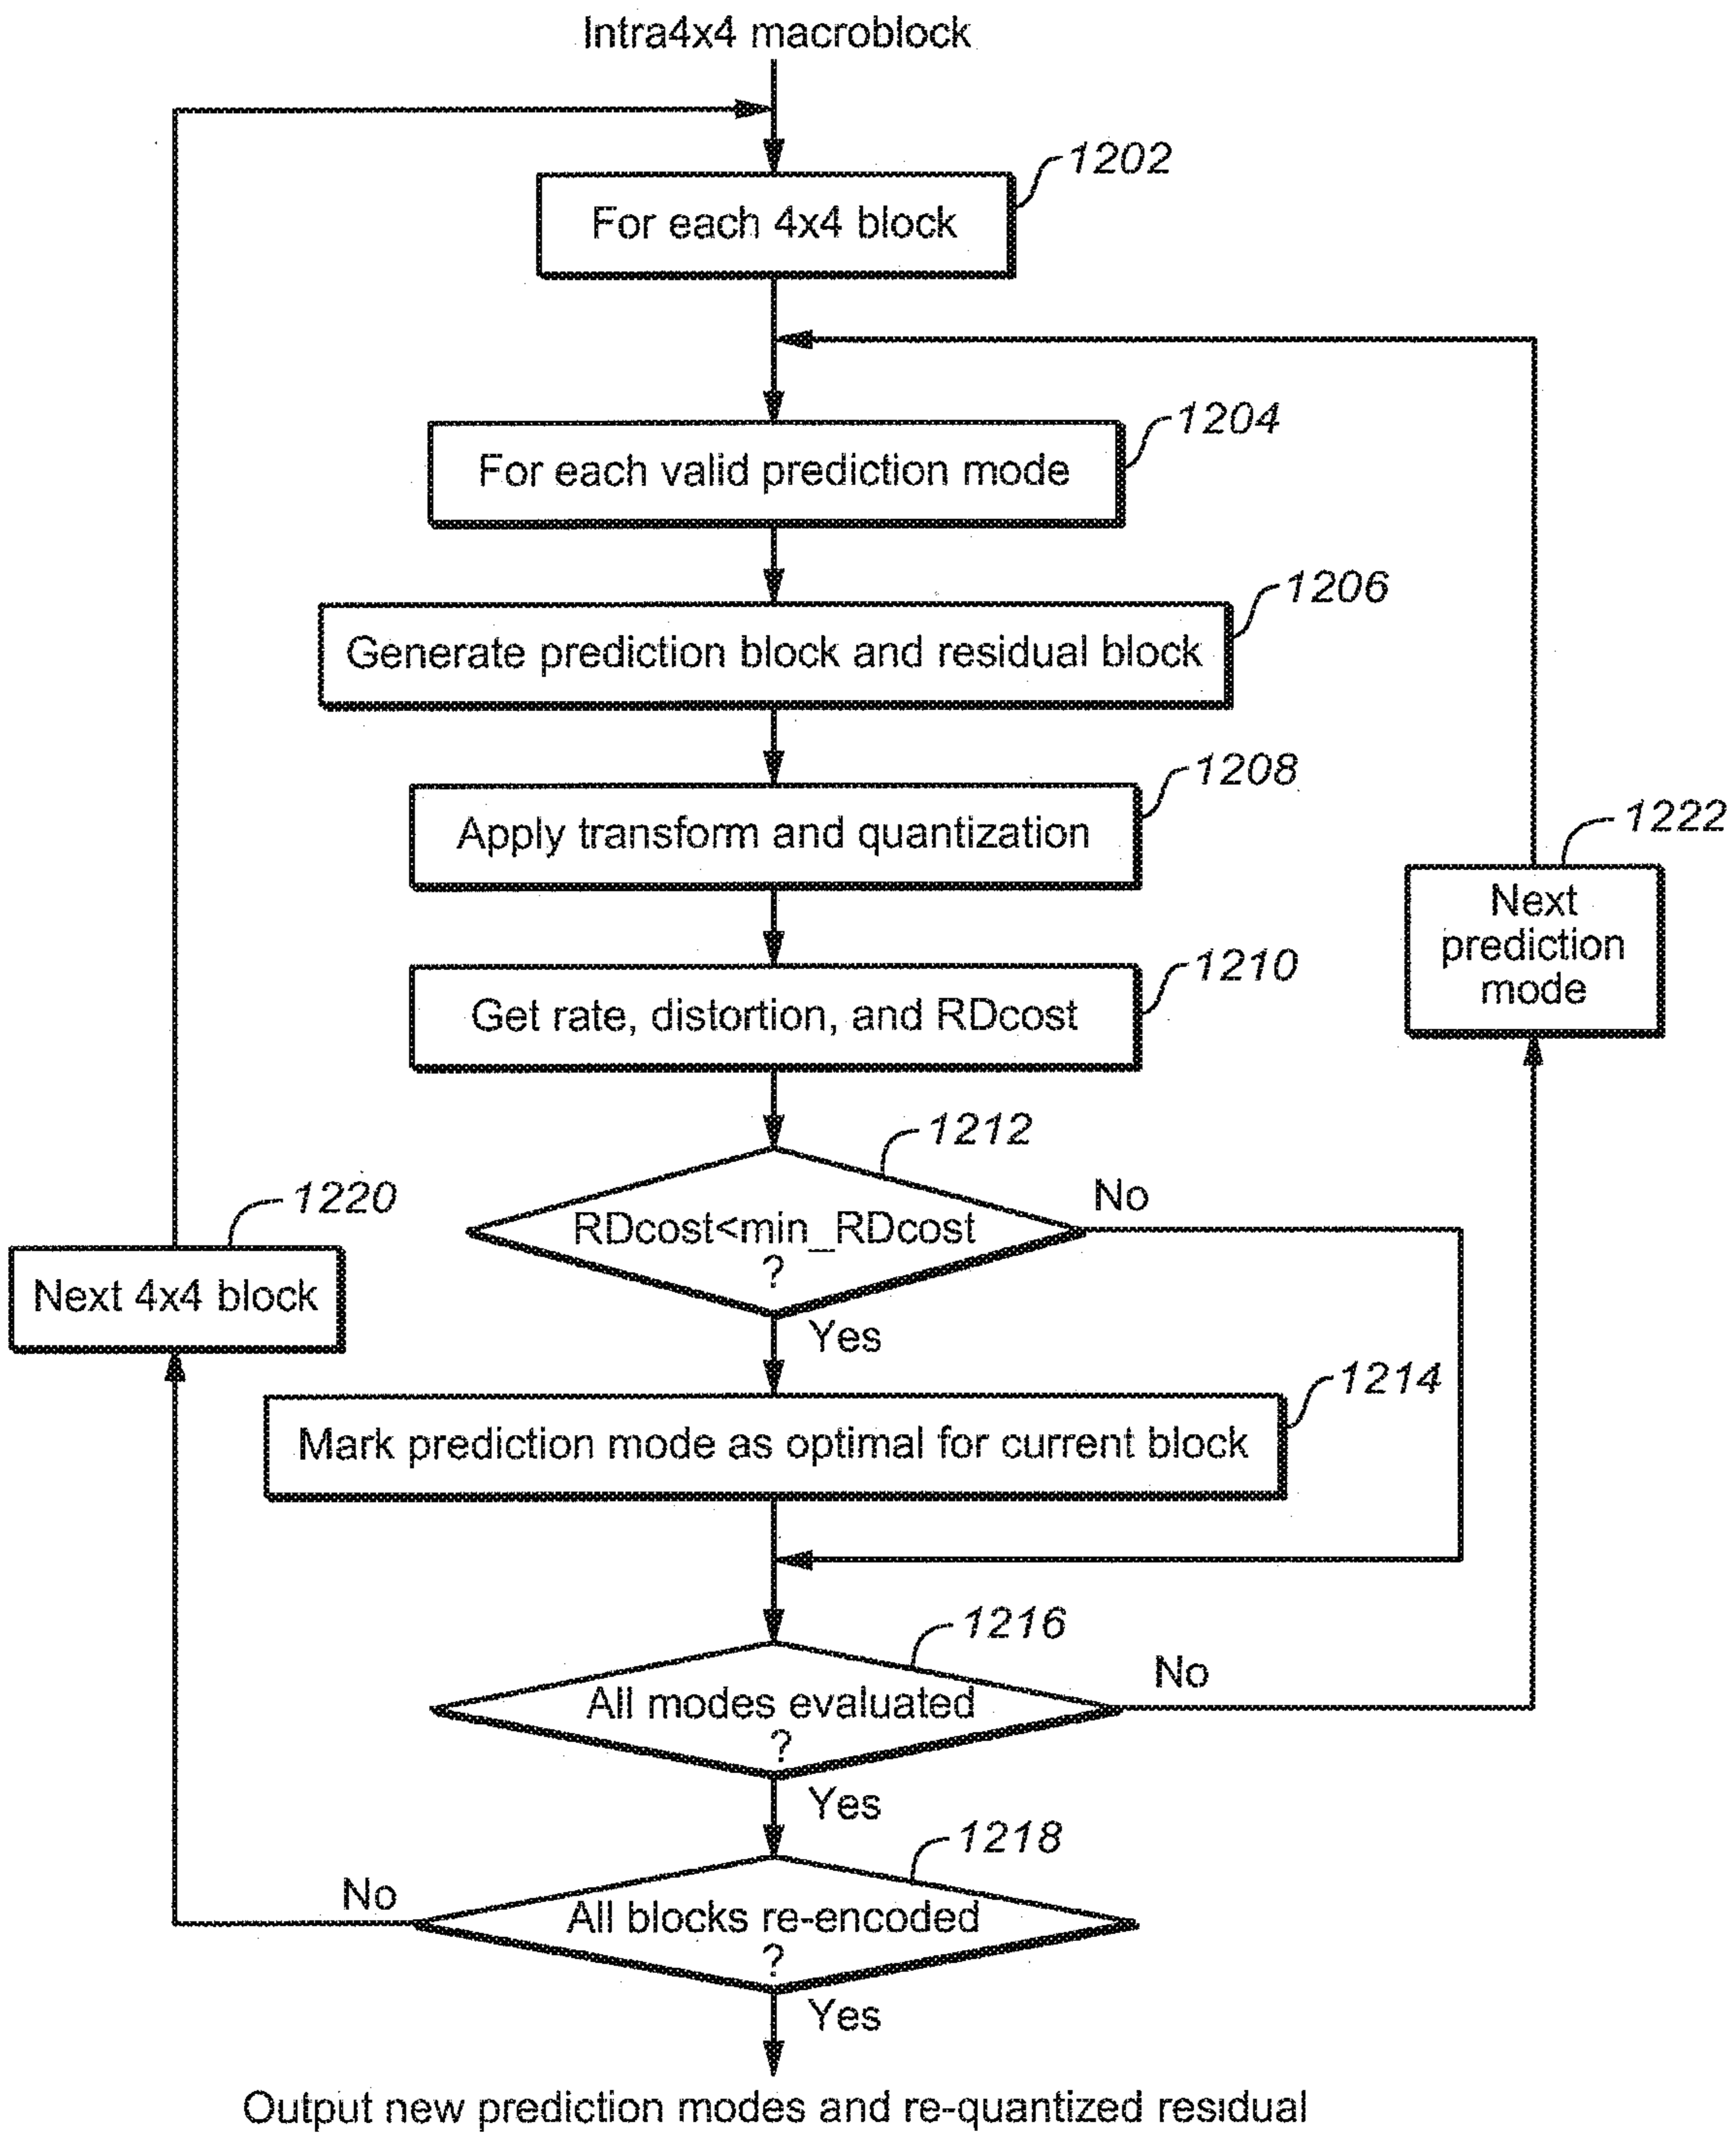 Intra4x4 macroblock
1202
For each 4x4 block
1204
For each valid prediction mode
1206
Generate prediction block and residual block
1208
Apply transform and quantization
1222
Next
prediction
mode
1210
Get rate, distortion, and RDcost
1212
No
RDcost<min_RDcost
?
Yes
1220
Next 4x4 block
1214
Mark prediction mode as optimal for current block
1216
No
All modes evaluated
?
Yes
1218
No
All blocks re-encoded
?
Yes
Output new prediction modes and re-quantized residual